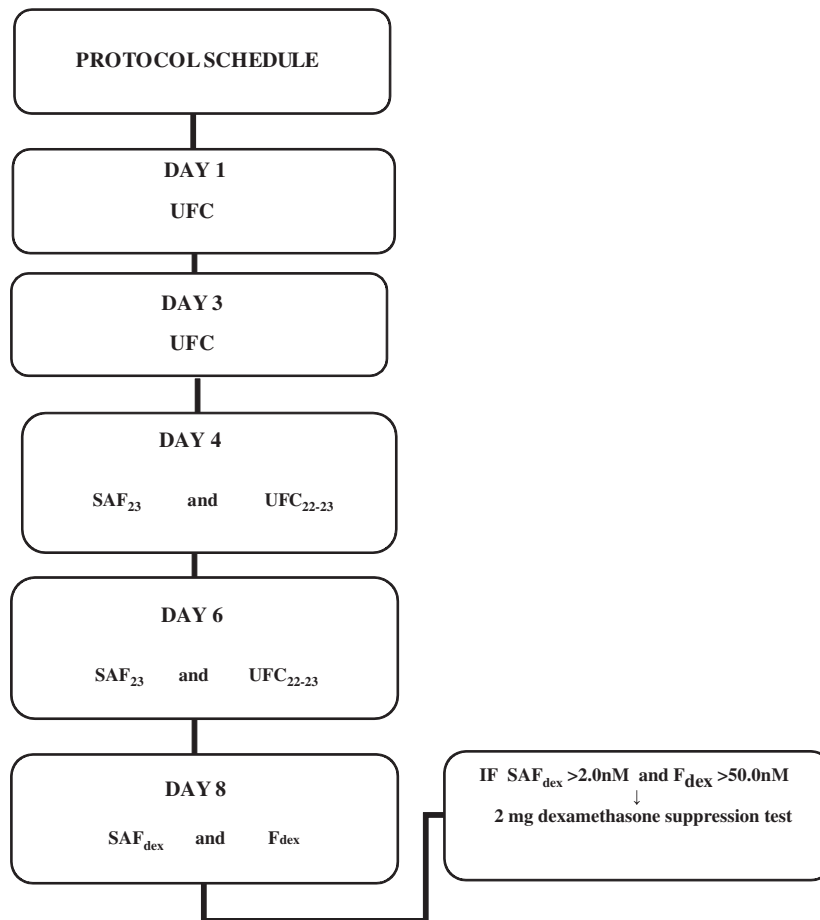 PROTOCOL SCHEDULE
DAY 1
UFC
DAY 3
UFC
DAY 4
SAF23 and UFC22-23
DAY 6
SAF23 and UFC22-23
DAY 8
SAFdex and Fdex
IF SAFdex >2.0nM and Fdex >50.0nM
↓
2 mg dexamethasone suppression test